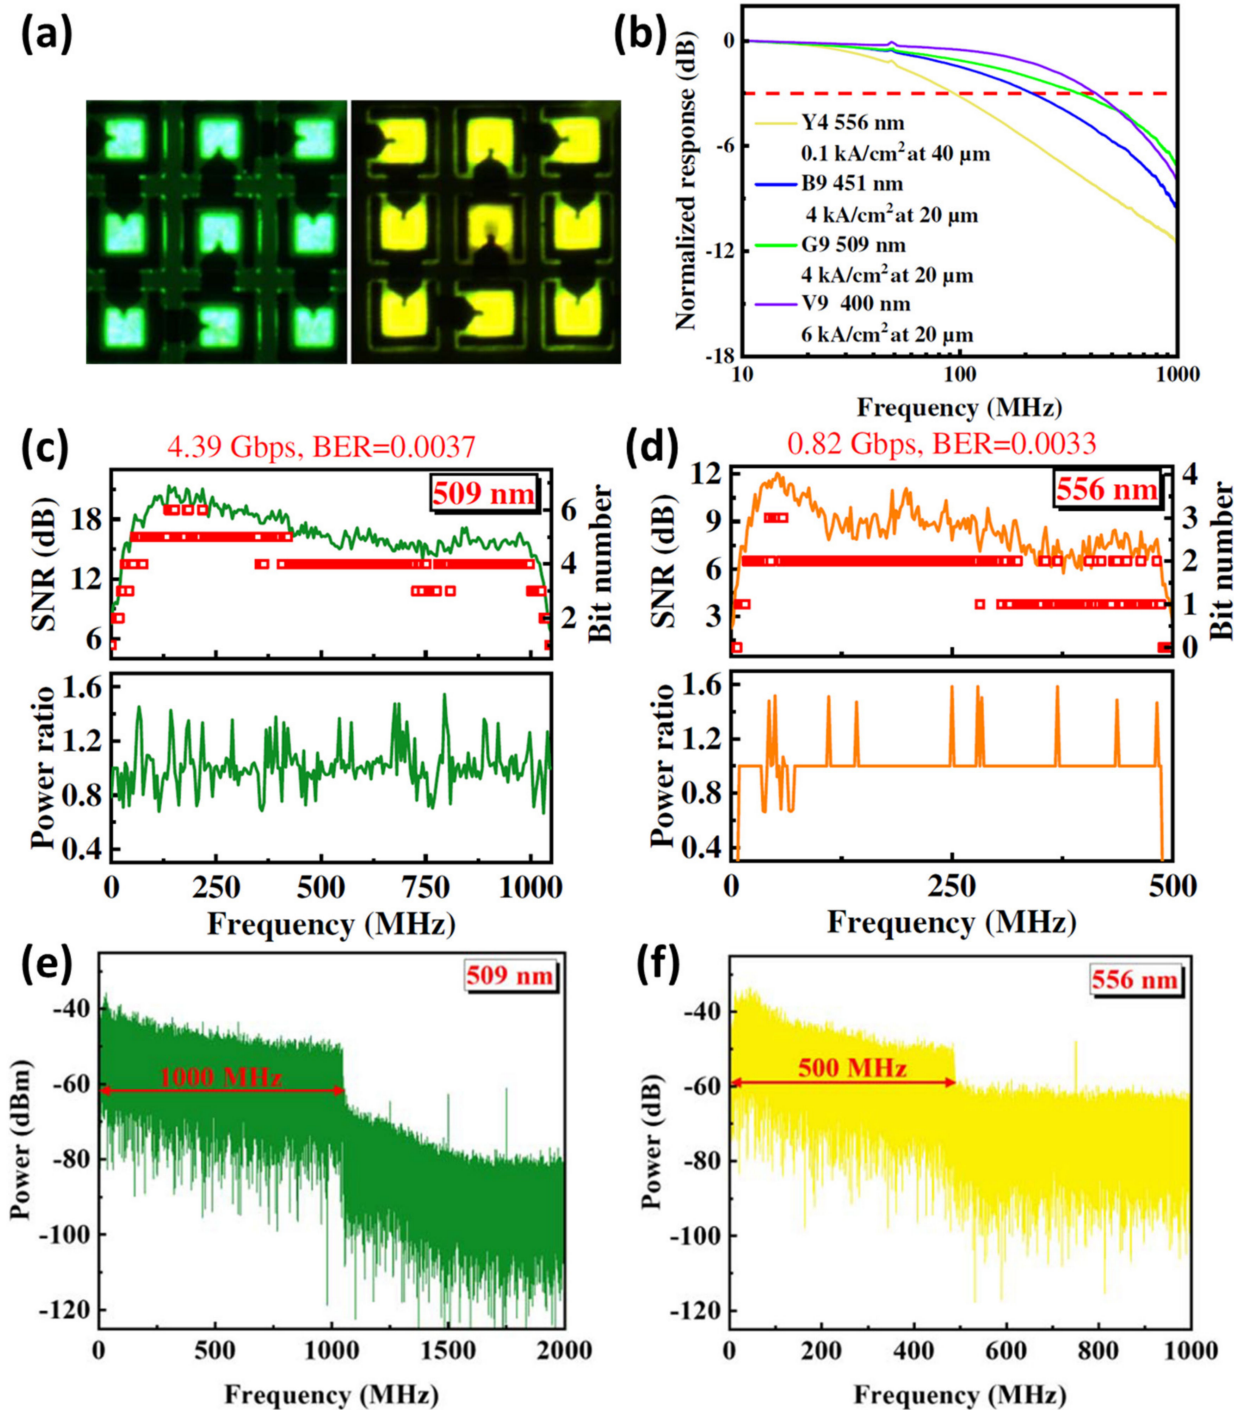 (a)
(b)
0
-6
-12
-18
Normalized response (dB)
Y4 556 nm
0.1 kA/cm² at 40 µm
B9 451 nm
4 kA/cm² at 20 µm
G9 509 nm
4 kA/cm² at 20 µm
V9 400 nm
6 kA/cm² at 20 µm
10 100 1000
Frequency (MHz)
(c)
4.39 Gbps, BER=0.0037
509 nm
18
12
6
SNR (dB)
6
4
2
Bit number
1.6
1.2
0.8
0.4
Power ratio
0 250 500 750 1000
Frequency (MHz)
(d)
0.82 Gbps, BER=0.0033
556 nm
12
9
6
3
SNR (dB)
4
3
2
1
0
Bit number
1.6
1.2
0.8
0.4
Power ratio
0 250 500
Frequency (MHz)
(e)
509 nm
-40
-60
-80
-100
-120
Power (dBm)
1000 MHz
0 500 1000 1500 2000
Frequency (MHz)
(f)
556 nm
-40
-60
-80
-100
-120
Power (dB)
500 MHz
0 200 400 600 800 1000
Frequency (MHz)